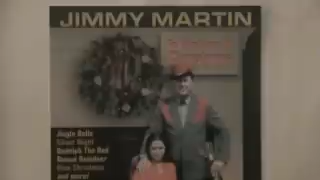 JIMMY MARTIN
Jingle Bells
Silent Night
Rudolph The Red
Nosed Reindeer
Blue Christmas
and more!